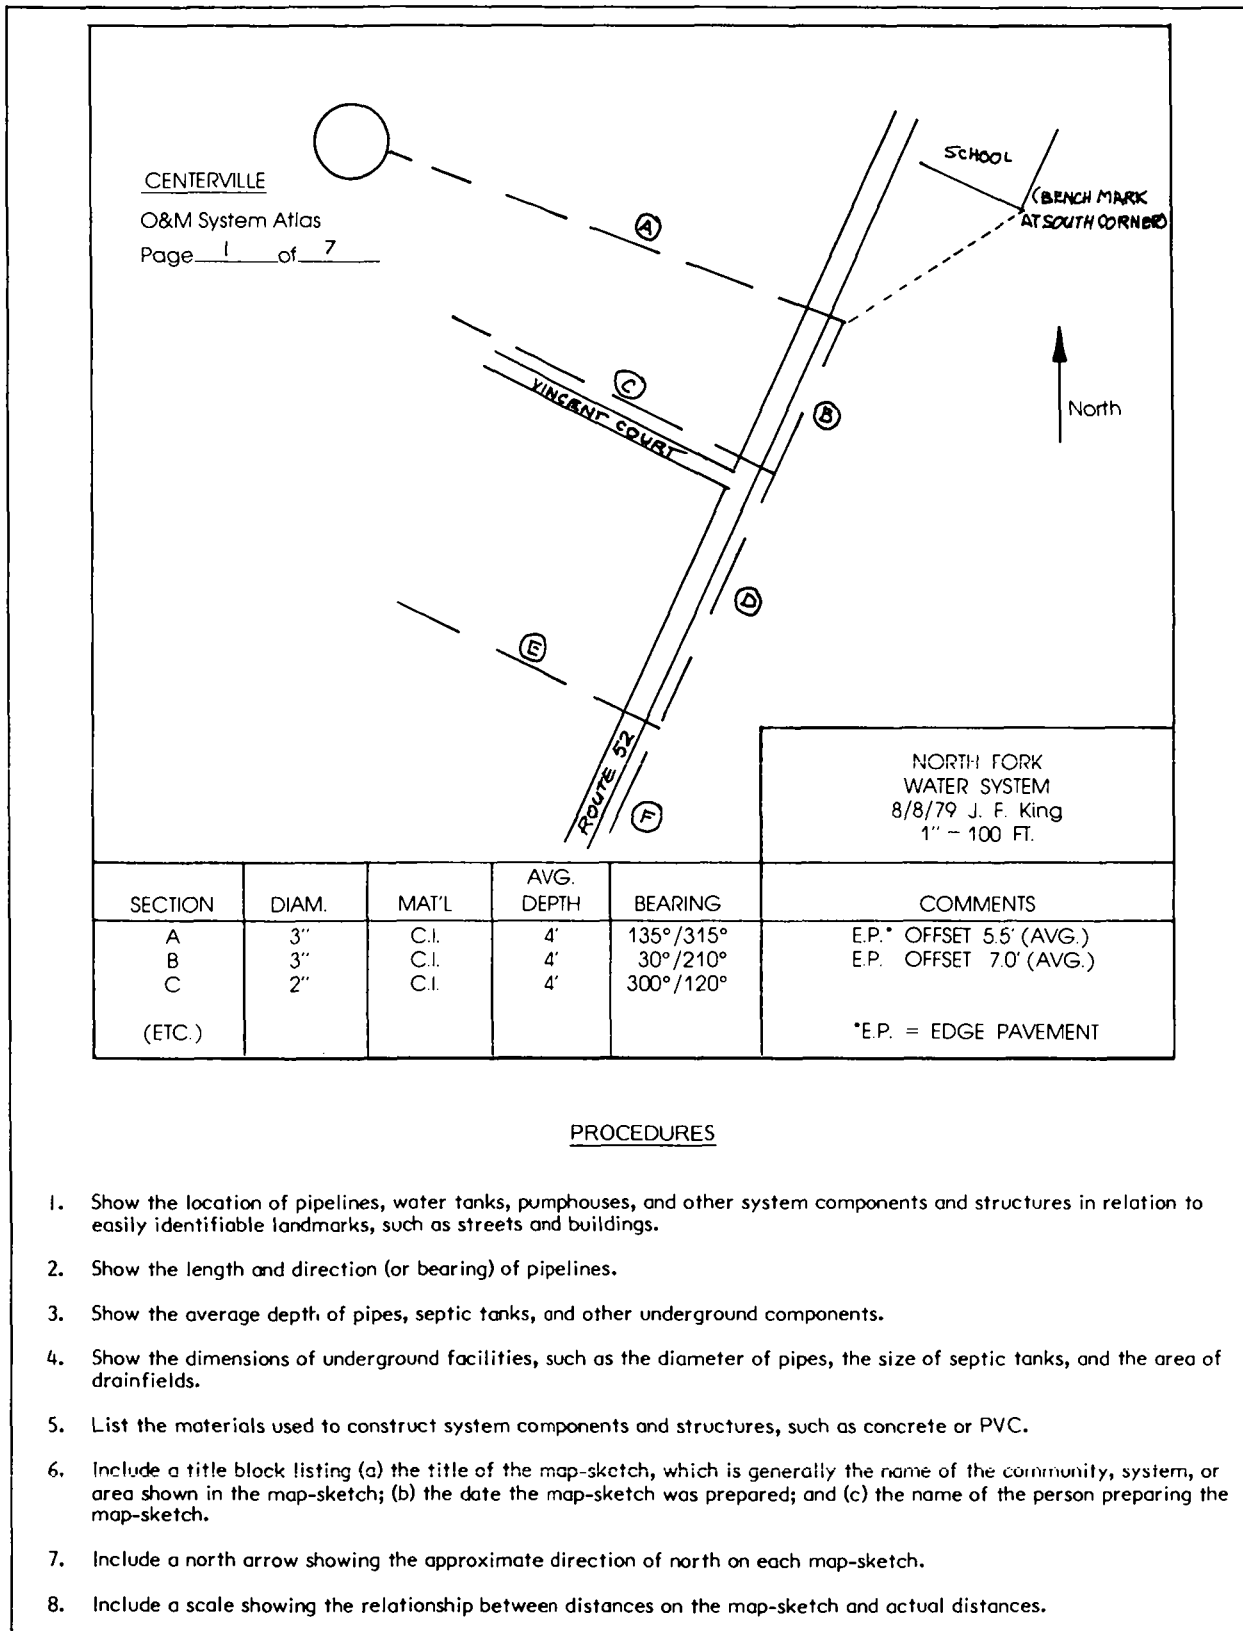 SCHOOL
(BENCH MARK
AT SOUTH CORNER)
CENTERVILLE
O&M System Atlas
Page 1 of 7
A
C
VINCENT COURT
B
North
D
E
ROUTE 52
F
NORTH FORK
WATER SYSTEM
8/8/79 J. F. King
1" – 100 FT.
SECTION DIAM. MAT'L AVG. DEPTH BEARING COMMENTS
A 3" C.I. 4' 135°/315° E.P.* OFFSET 5.5' (AVG.)
B 3" C.I. 4' 30°/210° E.P. OFFSET 7.0' (AVG.)
C 2" C.I. 4' 300°/120°
(ETC.) *E.P. = EDGE PAVEMENT
PROCEDURES
1. Show the location of pipelines, water tanks, pumphouses, and other system components and structures in relation to
easily identifiable landmarks, such as streets and buildings.
2. Show the length and direction (or bearing) of pipelines.
3. Show the average depth of pipes, septic tanks, and other underground components.
4. Show the dimensions of underground facilities, such as the diameter of pipes, the size of septic tanks, and the area of
drainfields.
5. List the materials used to construct system components and structures, such as concrete or PVC.
6. Include a title block listing (a) the title of the map-sketch, which is generally the name of the community, system, or
area shown in the map-sketch; (b) the date the map-sketch was prepared; and (c) the name of the person preparing the
map-sketch.
7. Include a north arrow showing the approximate direction of north on each map-sketch.
8. Include a scale showing the relationship between distances on the map-sketch and actual distances.